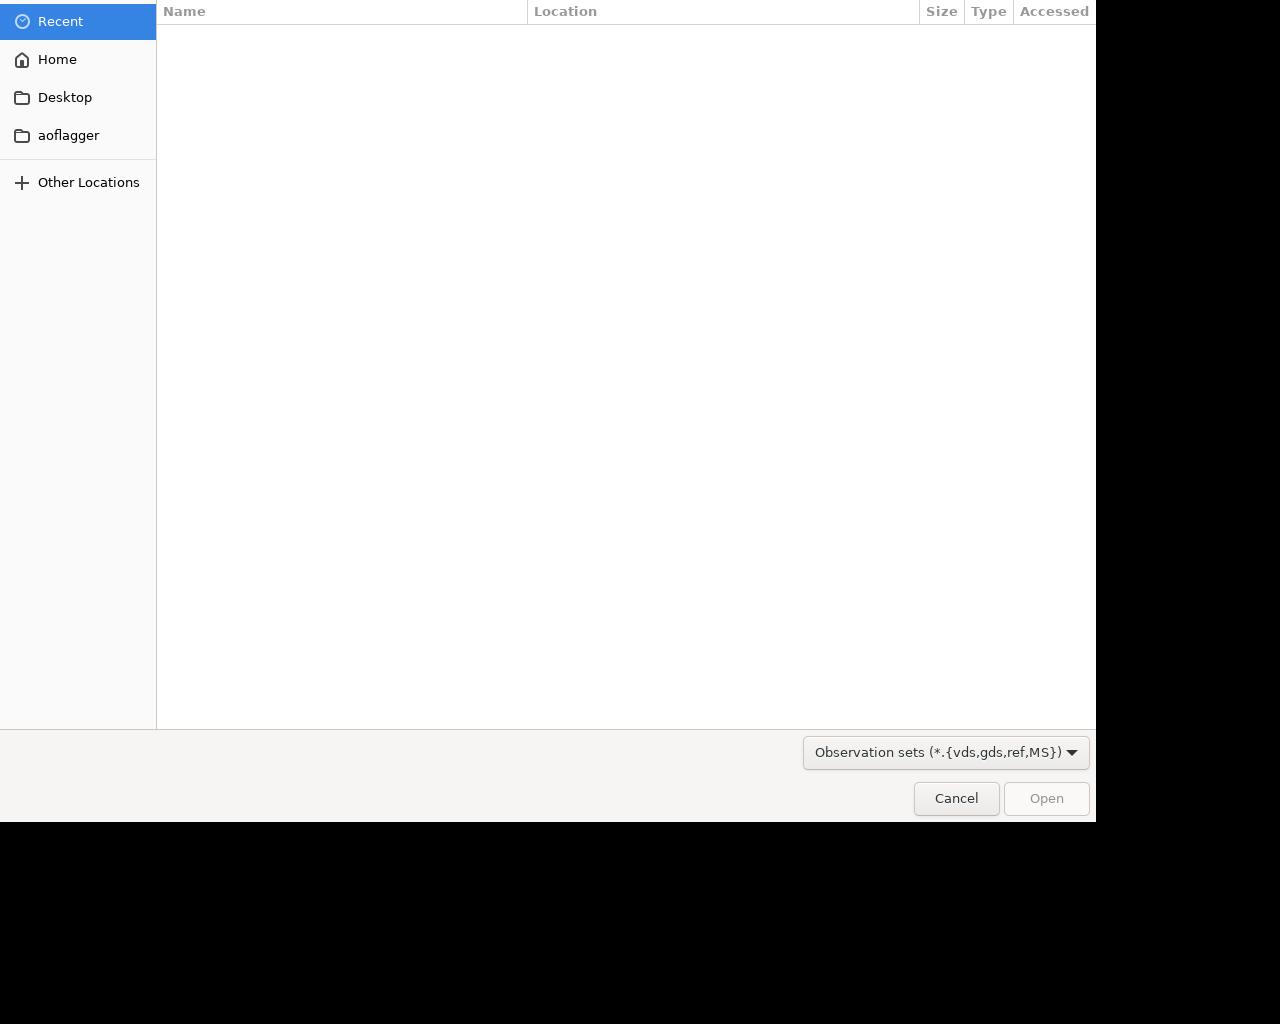 Recent
Home
Desktop
aoflagger
Other Locations
Name Location Size Type Accessed
Observation sets (*.{vds,gds,ref,MS})
Cancel Open